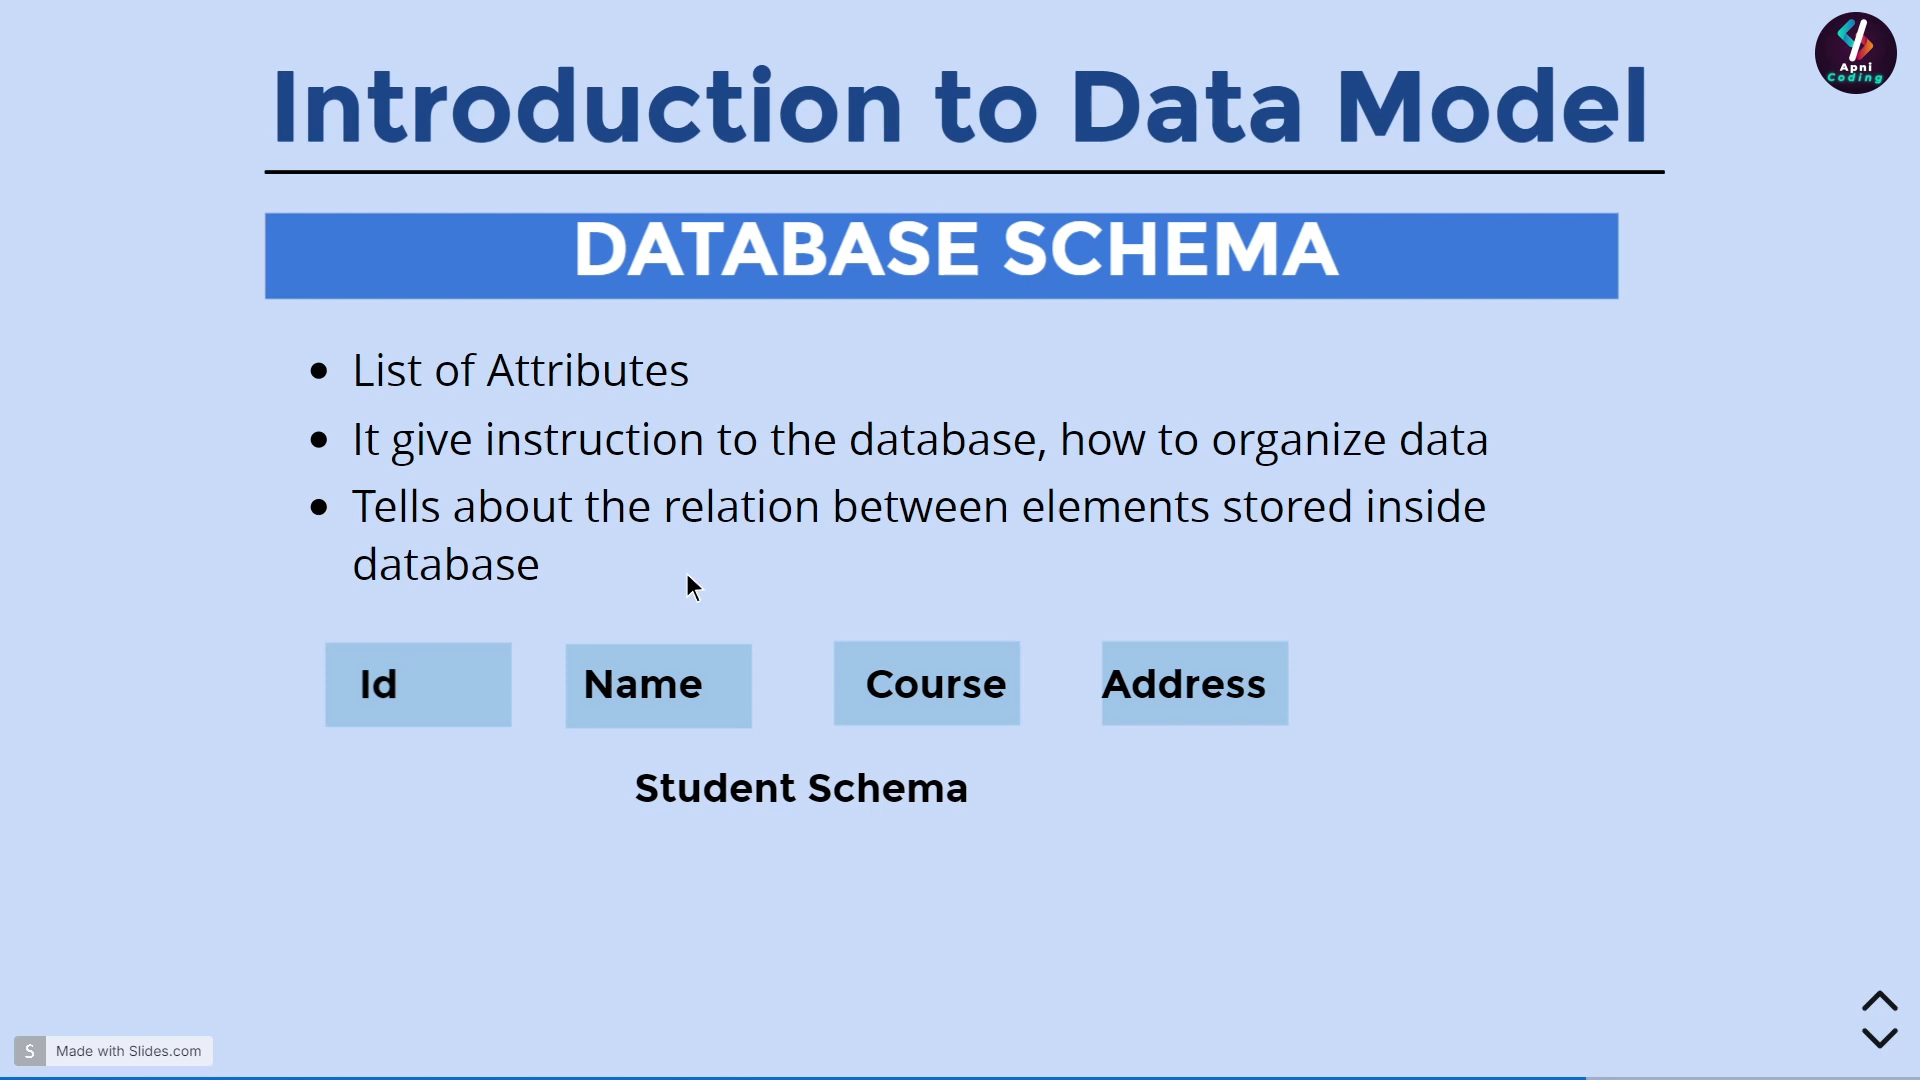 Apni
Coding
Introduction to Data Model
DATABASE SCHEMA
List of Attributes
It give instruction to the database, how to organize data
Tells about the relation between elements stored inside
database
Id Name Course Address
Student Schema
S Made with Slides.com